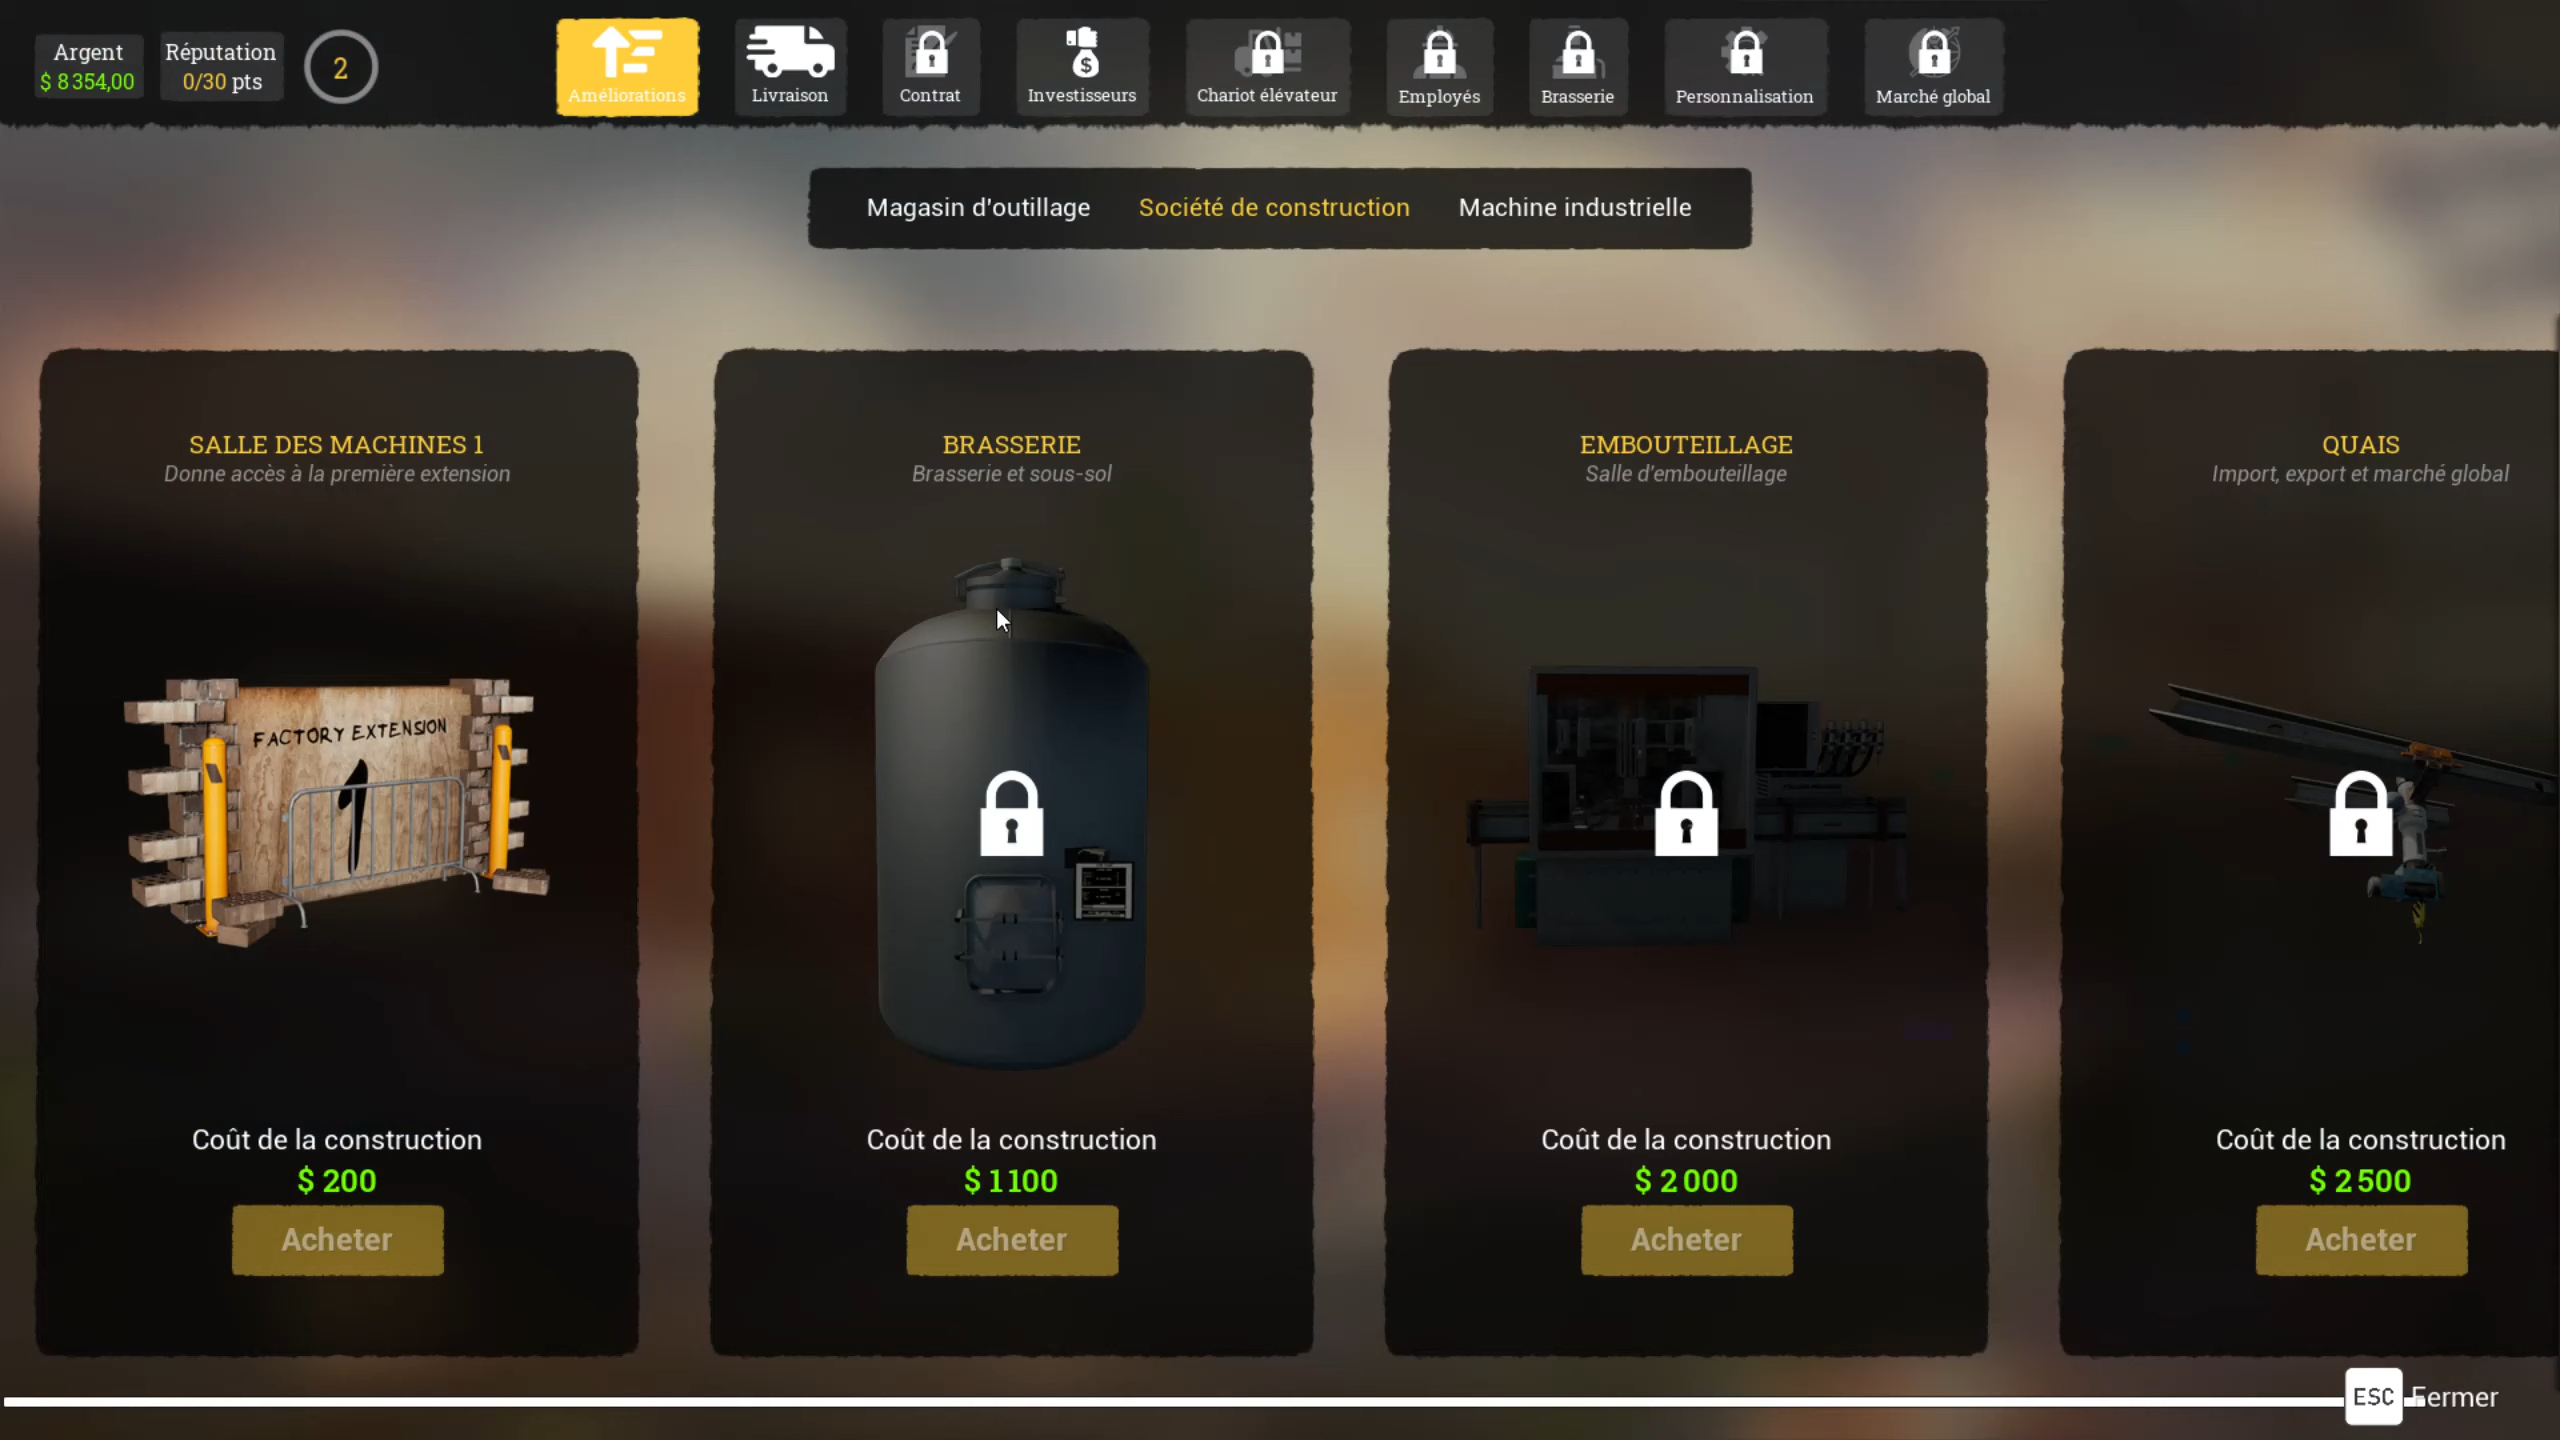 Argent
$ 8 354,00
Réputation
0/30 pts
2
Améliorations
Livraison
Contrat
Investisseurs
Chariot élévateur
Employés
Brasserie
Personnalisation
Marché global
Magasin d'outillage
Société de construction
Machine industrielle
SALLE DES MACHINES 1
Donne accès à la première extension
FACTORY EXTENSION
1
Coût de la construction
$ 200
Acheter
BRASSERIE
Brasserie et sous-sol
Coût de la construction
$ 1 100
Acheter
EMBOUTEILLAGE
Salle d'embouteillage
Coût de la construction
$ 2 000
Acheter
QUAIS
Import, export et marché global
Coût de la construction
$ 2 500
Acheter
ESC Fermer